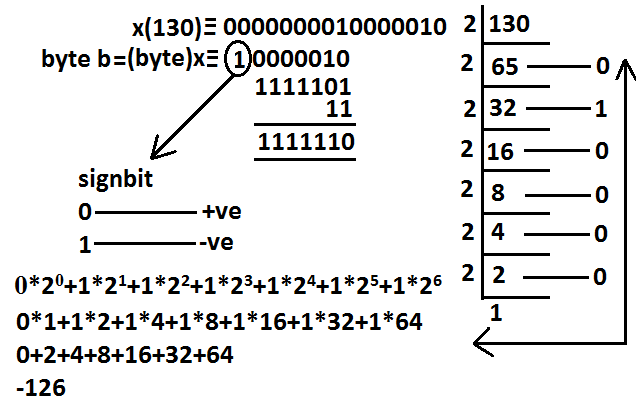 x(130)≡ 0000000010000010
byte b=(byte)x≡ 10000010
1111101
11
1111110
signbit
0 +ve
1 -ve
0*2⁰+1*2¹+1*2²+1*2³+1*2⁴+1*2⁵+1*2⁶
0*1+1*2+1*4+1*8+1*16+1*32+1*64
0+2+4+8+16+32+64
-126
2 130
2 65 0
2 32 1
2 16 0
2 8 0
2 4 0
2 2 0
1